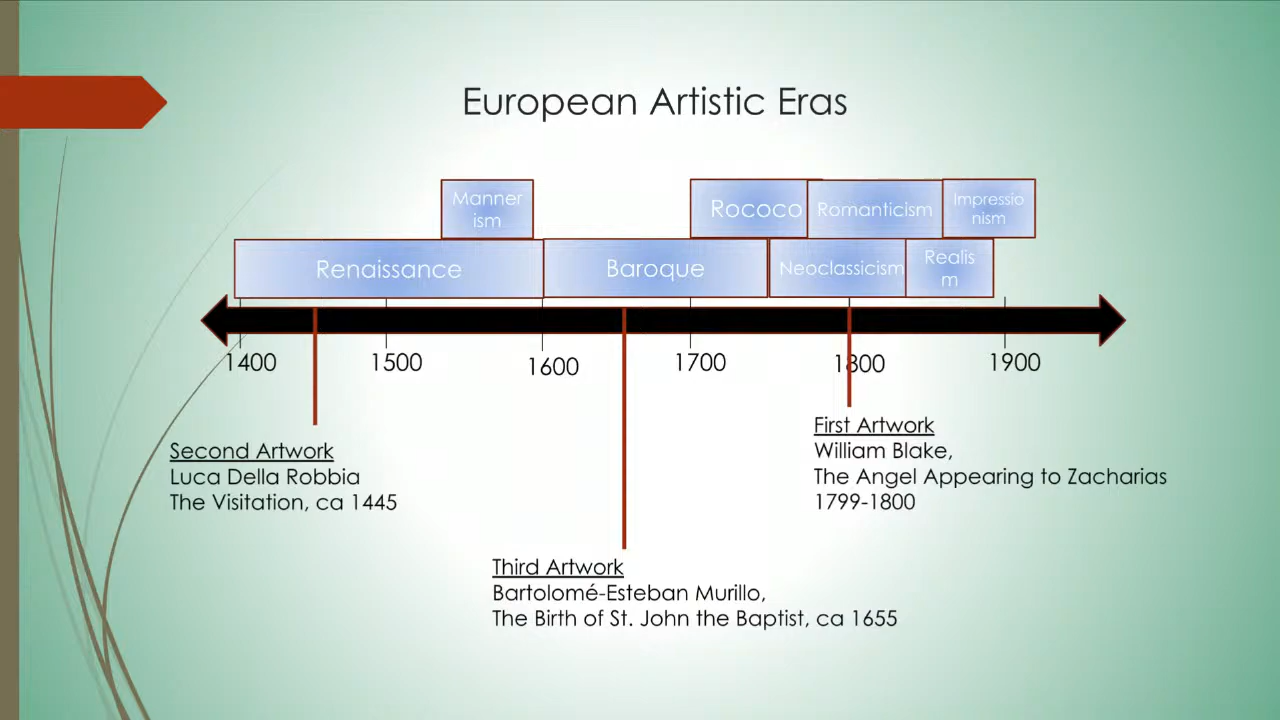 European Artistic Eras
Manner
ism
Rococo
Romanticism
Impressio
nism
Renaissance
Baroque
Neoclassicism
Realis
m
1400
1500
1600
1700
1800
1900
Second Artwork
Luca Della Robbia
The Visitation, ca 1445
First Artwork
William Blake,
The Angel Appearing to Zacharias
1799-1800
Third Artwork
Bartolomé-Esteban Murillo,
The Birth of St. John the Baptist, ca 1655